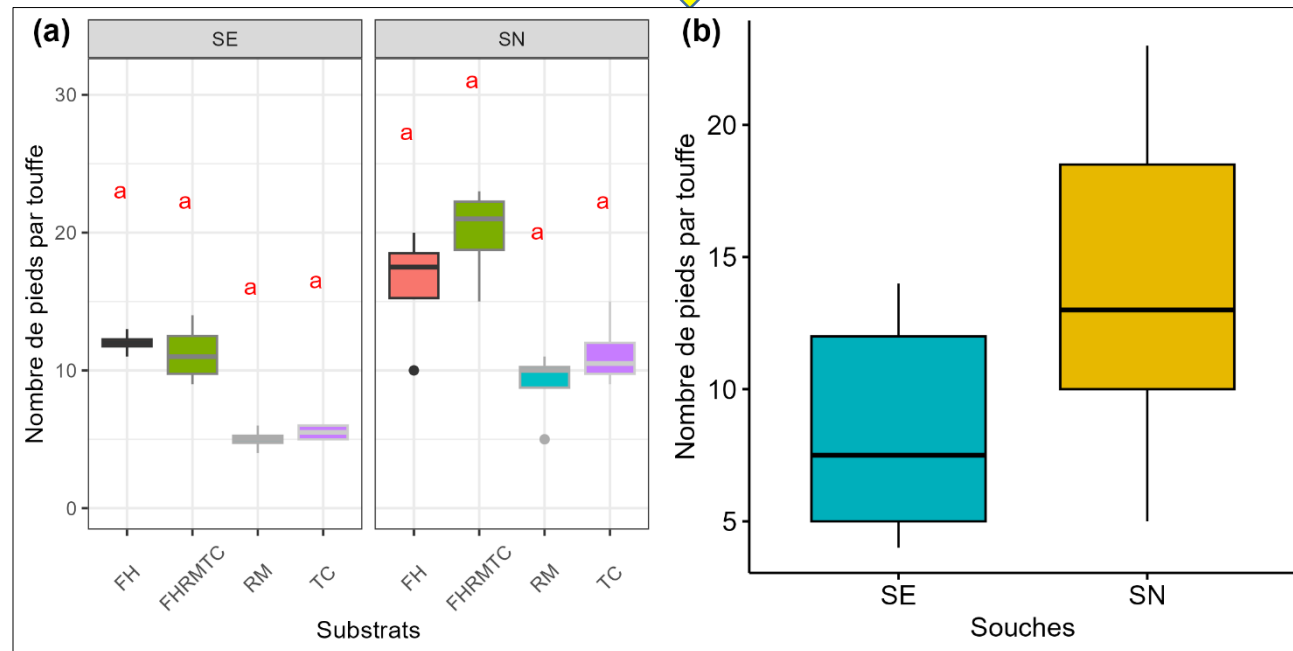 (a)
SE
SN
Nombre de pieds par touffe
30
20
10
0
a
a
a
a
a
a
a
a
FH
FHRMTC
RM
TC
FH
FHRMTC
RM
TC
Substrats
(b)
Nombre de pieds par touffe
20
15
10
5
SE
SN
Souches